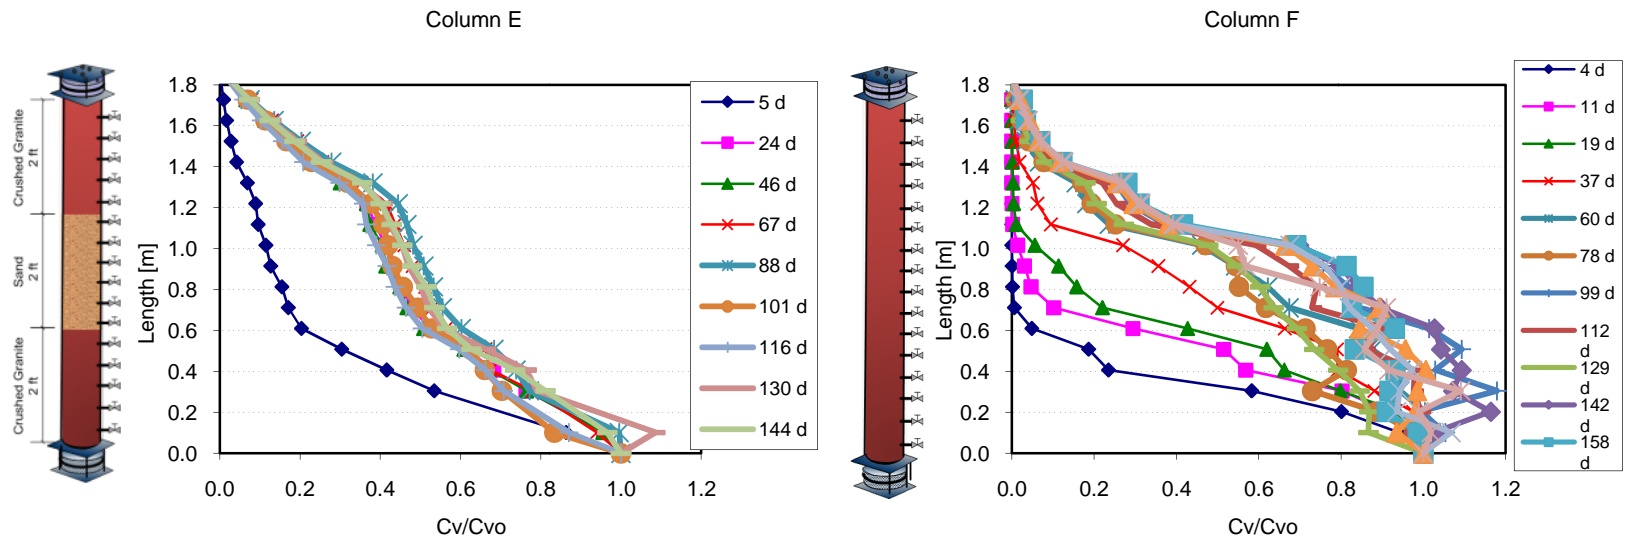 Column E
Crushed Granite
2 ft
Sand
2 ft
Crushed Granite
2 ft
Length [m]
1.8
1.6
1.4
1.2
1.0
0.8
0.6
0.4
0.2
0.0
0.0
0.2
0.4
0.6
0.8
1.0
1.2
Cv/Cvo
5 d
24 d
46 d
67 d
88 d
101 d
116 d
130 d
144 d
Column F
Length [m]
1.8
1.6
1.4
1.2
1.0
0.8
0.6
0.4
0.2
0.0
0.0
0.2
0.4
0.6
0.8
1.0
1.2
Cv/Cvo
4 d
11 d
19 d
37 d
60 d
78 d
99 d
112
d
129
d
142
d
158
d